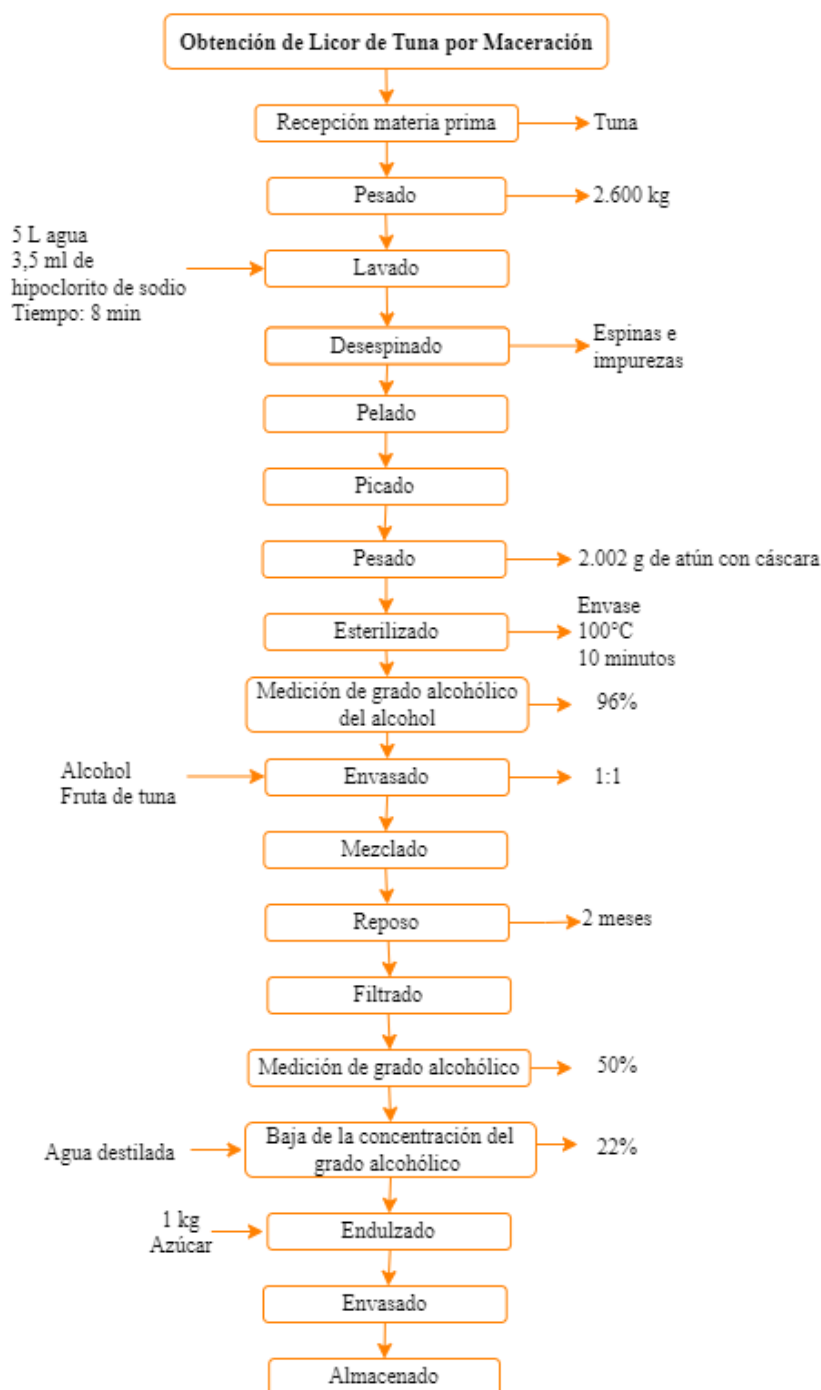 Obtención de Licor de Tuna por Maceración
Recepción materia prima
Tuna
Pesado
2.600 kg
5 L agua
3,5 ml de
hipoclorito de sodio
Tiempo: 8 min
Lavado
Desespinado
Espinas e
impurezas
Pelado
Picado
Pesado
2.002 g de atún con cáscara
Esterilizado
Envase
100°C
10 minutos
Medición de grado alcohólico
del alcohol
96%
Alcohol
Fruta de tuna
Envasado
1:1
Mezclado
Reposo
2 meses
Filtrado
Medición de grado alcohólico
50%
Agua destilada
Baja de la concentración del
grado alcohólico
22%
1 kg
Azúcar
Endulzado
Envasado
Almacenado